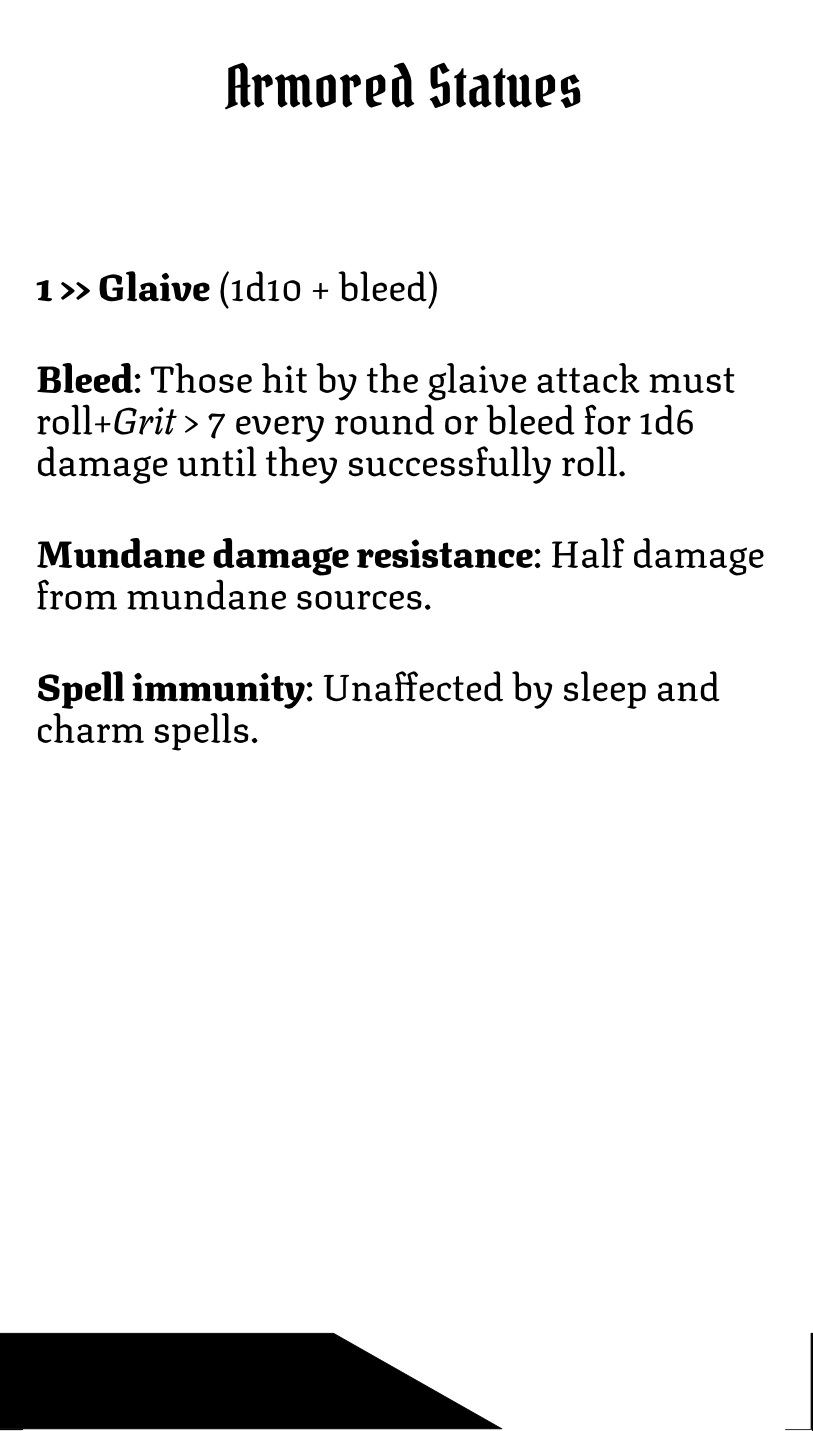 Armored Statues
1 >> Glaive (1d10 + bleed)
Bleed: Those hit by the glaive attack must
roll+Grit > 7 every round or bleed for 1d6
damage until they successfully roll.
Mundane damage resistance: Half damage
from mundane sources.
Spell immunity: Unaffected by sleep and
charm spells.